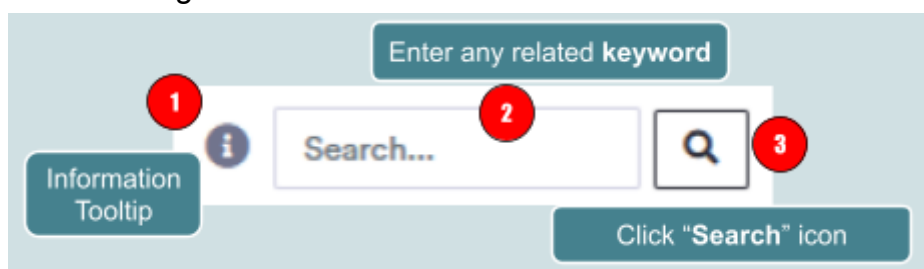 Enter any related keyword
1
2
i
Search...
3
Information
Tooltip
Click “Search” icon